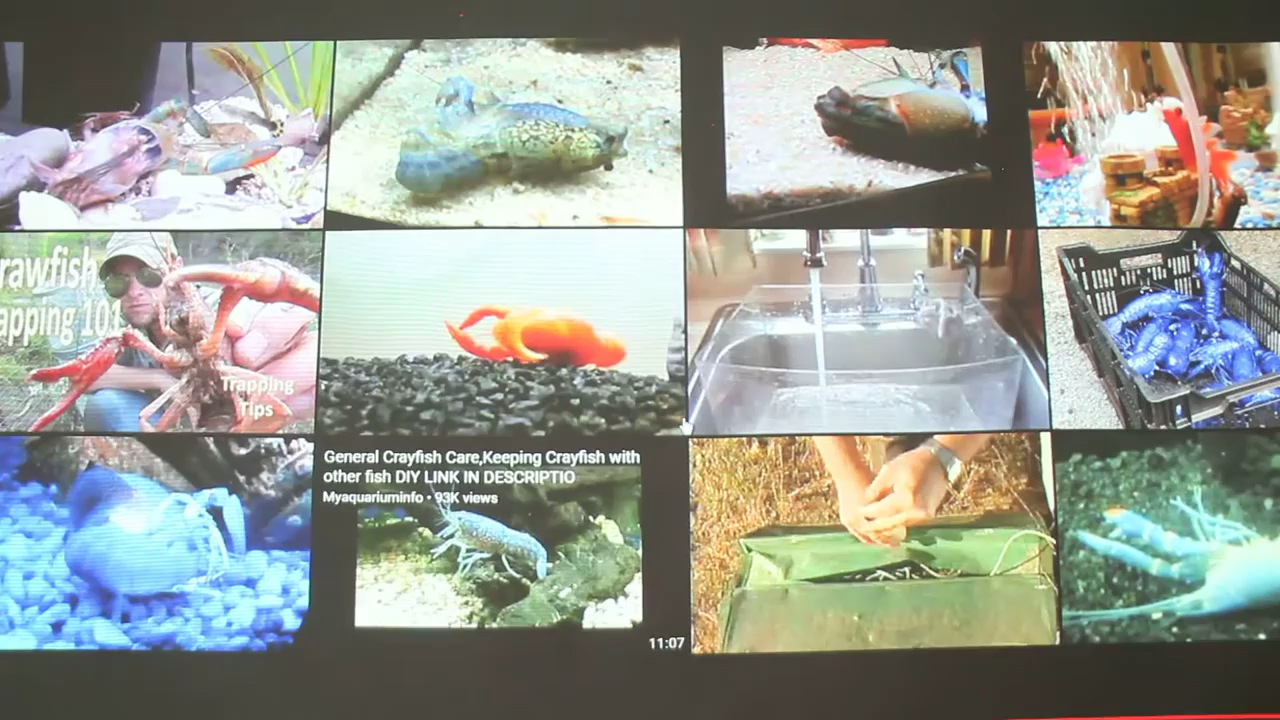 rawfish
apping 101
Trapping
Tips
General Crayfish Care,Keeping Crayfish with
other fish DIY LINK IN DESCRIPTIO
Myaquariuminfo • 93K views
11:07